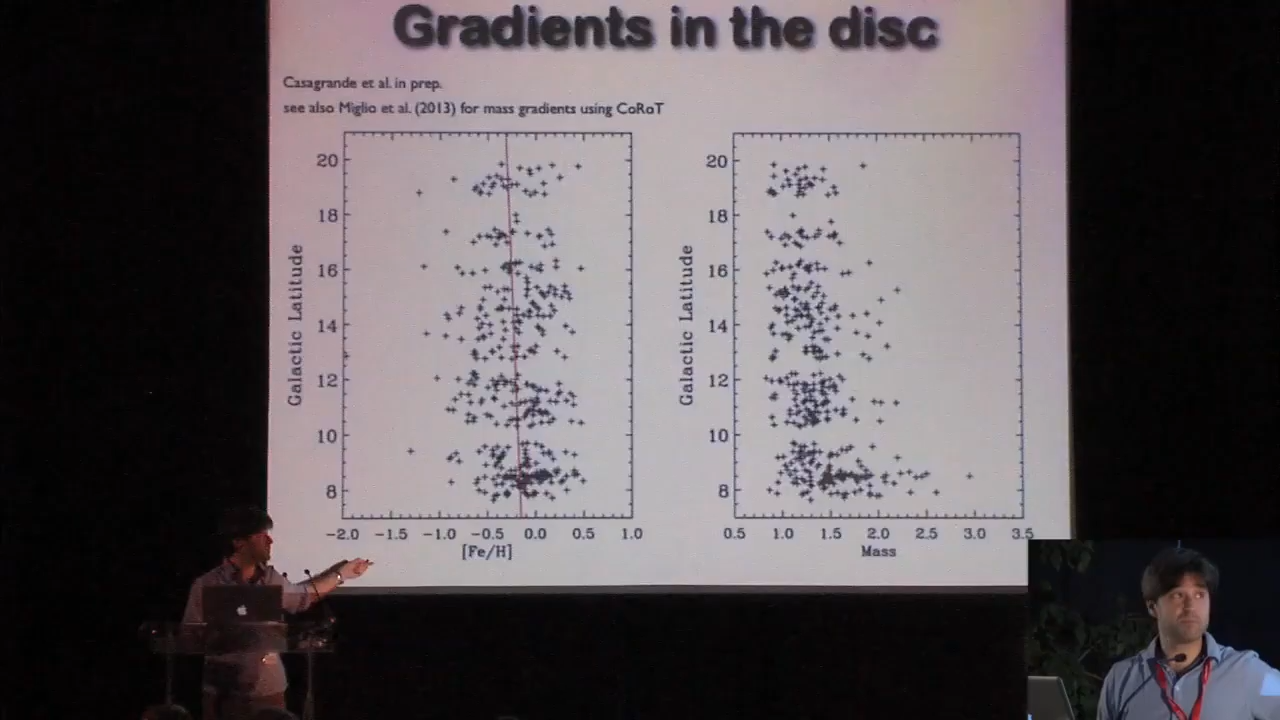 Gradients in the disc
Casagrande et al. in prep.
see also Miglio et al. (2013) for mass gradients using CoRoT
20
18
16
14
12
10
8
Galactic Latitude
−2.0 −1.5 −1.0 −0.5 0.0 0.5 1.0
[Fe/H]
20
18
16
14
12
10
8
Galactic Latitude
0.5 1.0 1.5 2.0 2.5 3.0 3.5
Mass